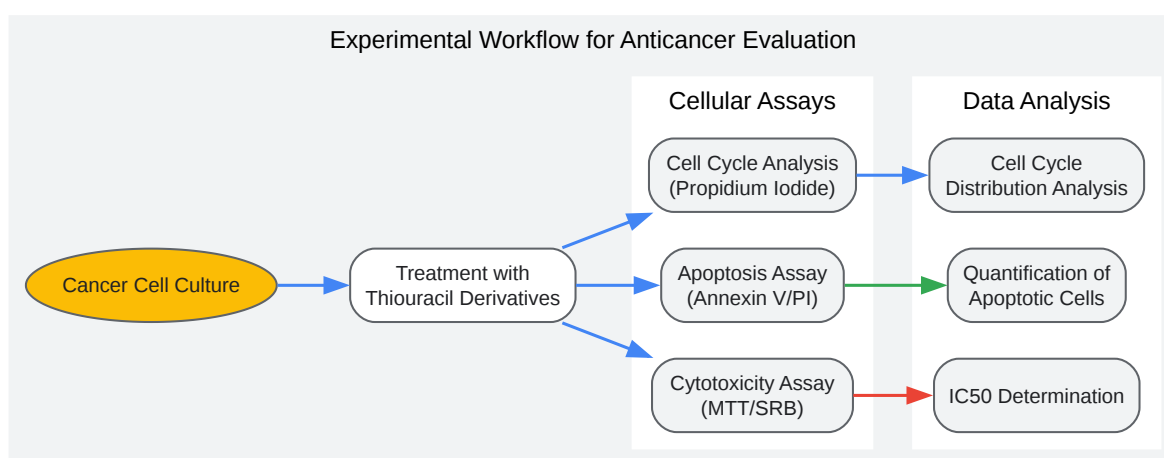 Experimental Workflow for Anticancer Evaluation
Cellular Assays
Data Analysis
Cell Cycle Analysis
(Propidium Iodide)
Cell Cycle
Distribution Analysis
Cancer Cell Culture
Treatment with
Thiouracil Derivatives
Apoptosis Assay
(Annexin V/PI)
Quantification of
Apoptotic Cells
Cytotoxicity Assay
(MTT/SRB)
IC50 Determination